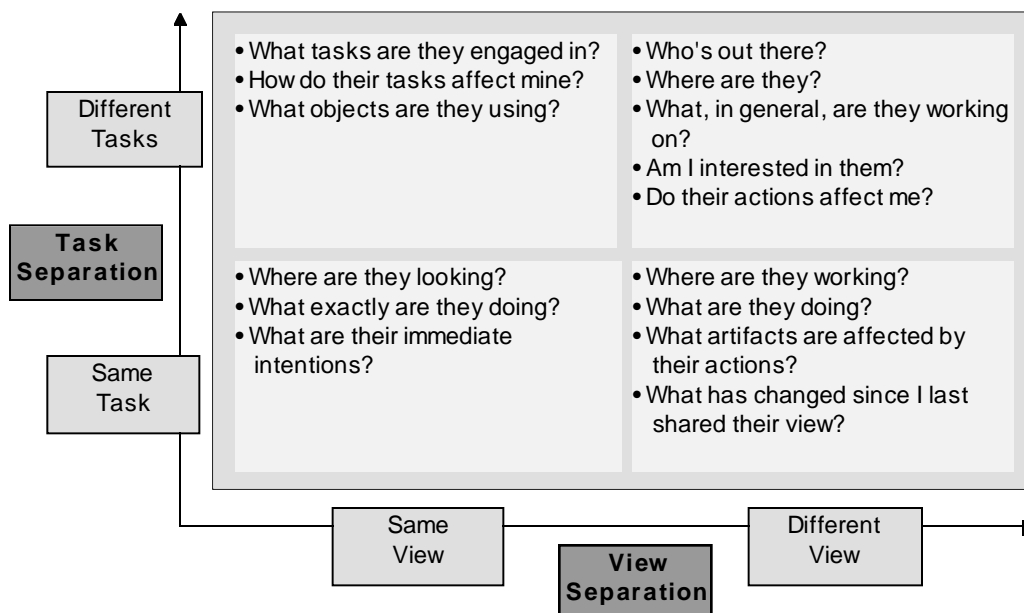 • What tasks are they engaged in?
• How do their tasks affect mine?
• What objects are they using?
• Who's out there?
• Where are they?
• What, in general, are they working
on?
• Am I interested in them?
• Do their actions affect me?
Different
Tasks
Task
Separation
• Where are they looking?
• What exactly are they doing?
• What are their immediate
intentions?
• Where are they working?
• What are they doing?
• What artifacts are affected by
their actions?
• What has changed since I last
shared their view?
Same
Task
Same
View
Different
View
View
Separation